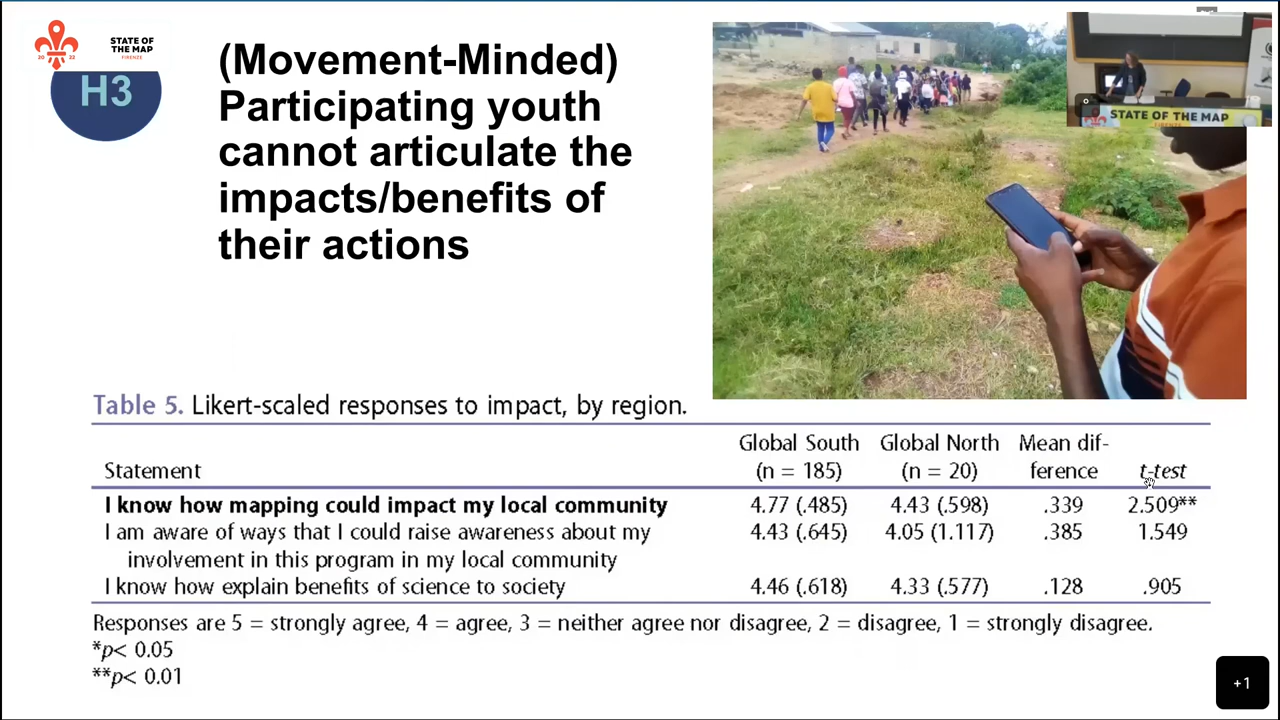 STATE OF
THE MAP
FIRENZE
20 22
H3
(Movement-Minded)
Participating youth
cannot articulate the
impacts/benefits of
their actions
STATE OF THE MAP
FIRENZE
Table 5. Likert-scaled responses to impact, by region.
Statement Global South (n = 185) Global North (n = 20) Mean dif-ference t-test
I know how mapping could impact my local community 4.77 (.485) 4.43 (.598) .339 2.509**
I am aware of ways that I could raise awareness about my 4.43 (.645) 4.05 (1.117) .385 1.549
involvement in this program in my local community
I know how explain benefits of science to society 4.46 (.618) 4.33 (.577) .128 .905
Responses are 5 = strongly agree, 4 = agree, 3 = neither agree nor disagree, 2 = disagree, 1 = strongly disagree.
*p< 0.05
**p< 0.01
+1